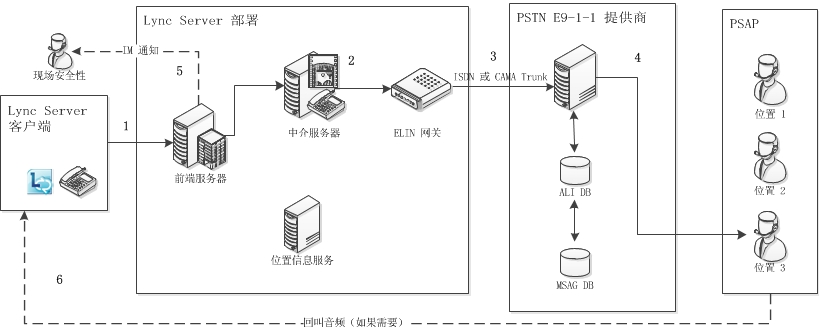 Lync Server 部署
PSTN E9-1-1 提供商
PSAP
IM 通知
现场安全性
5
2
3
4
ISDN 或 CAMA Trunk
Lync Server
客户端
1
中介服务器
ELIN 网关
位置 1
前端服务器
ALI DB
位置 2
位置信息服务
MSAG DB
位置 3
6
回叫音频（如果需要）